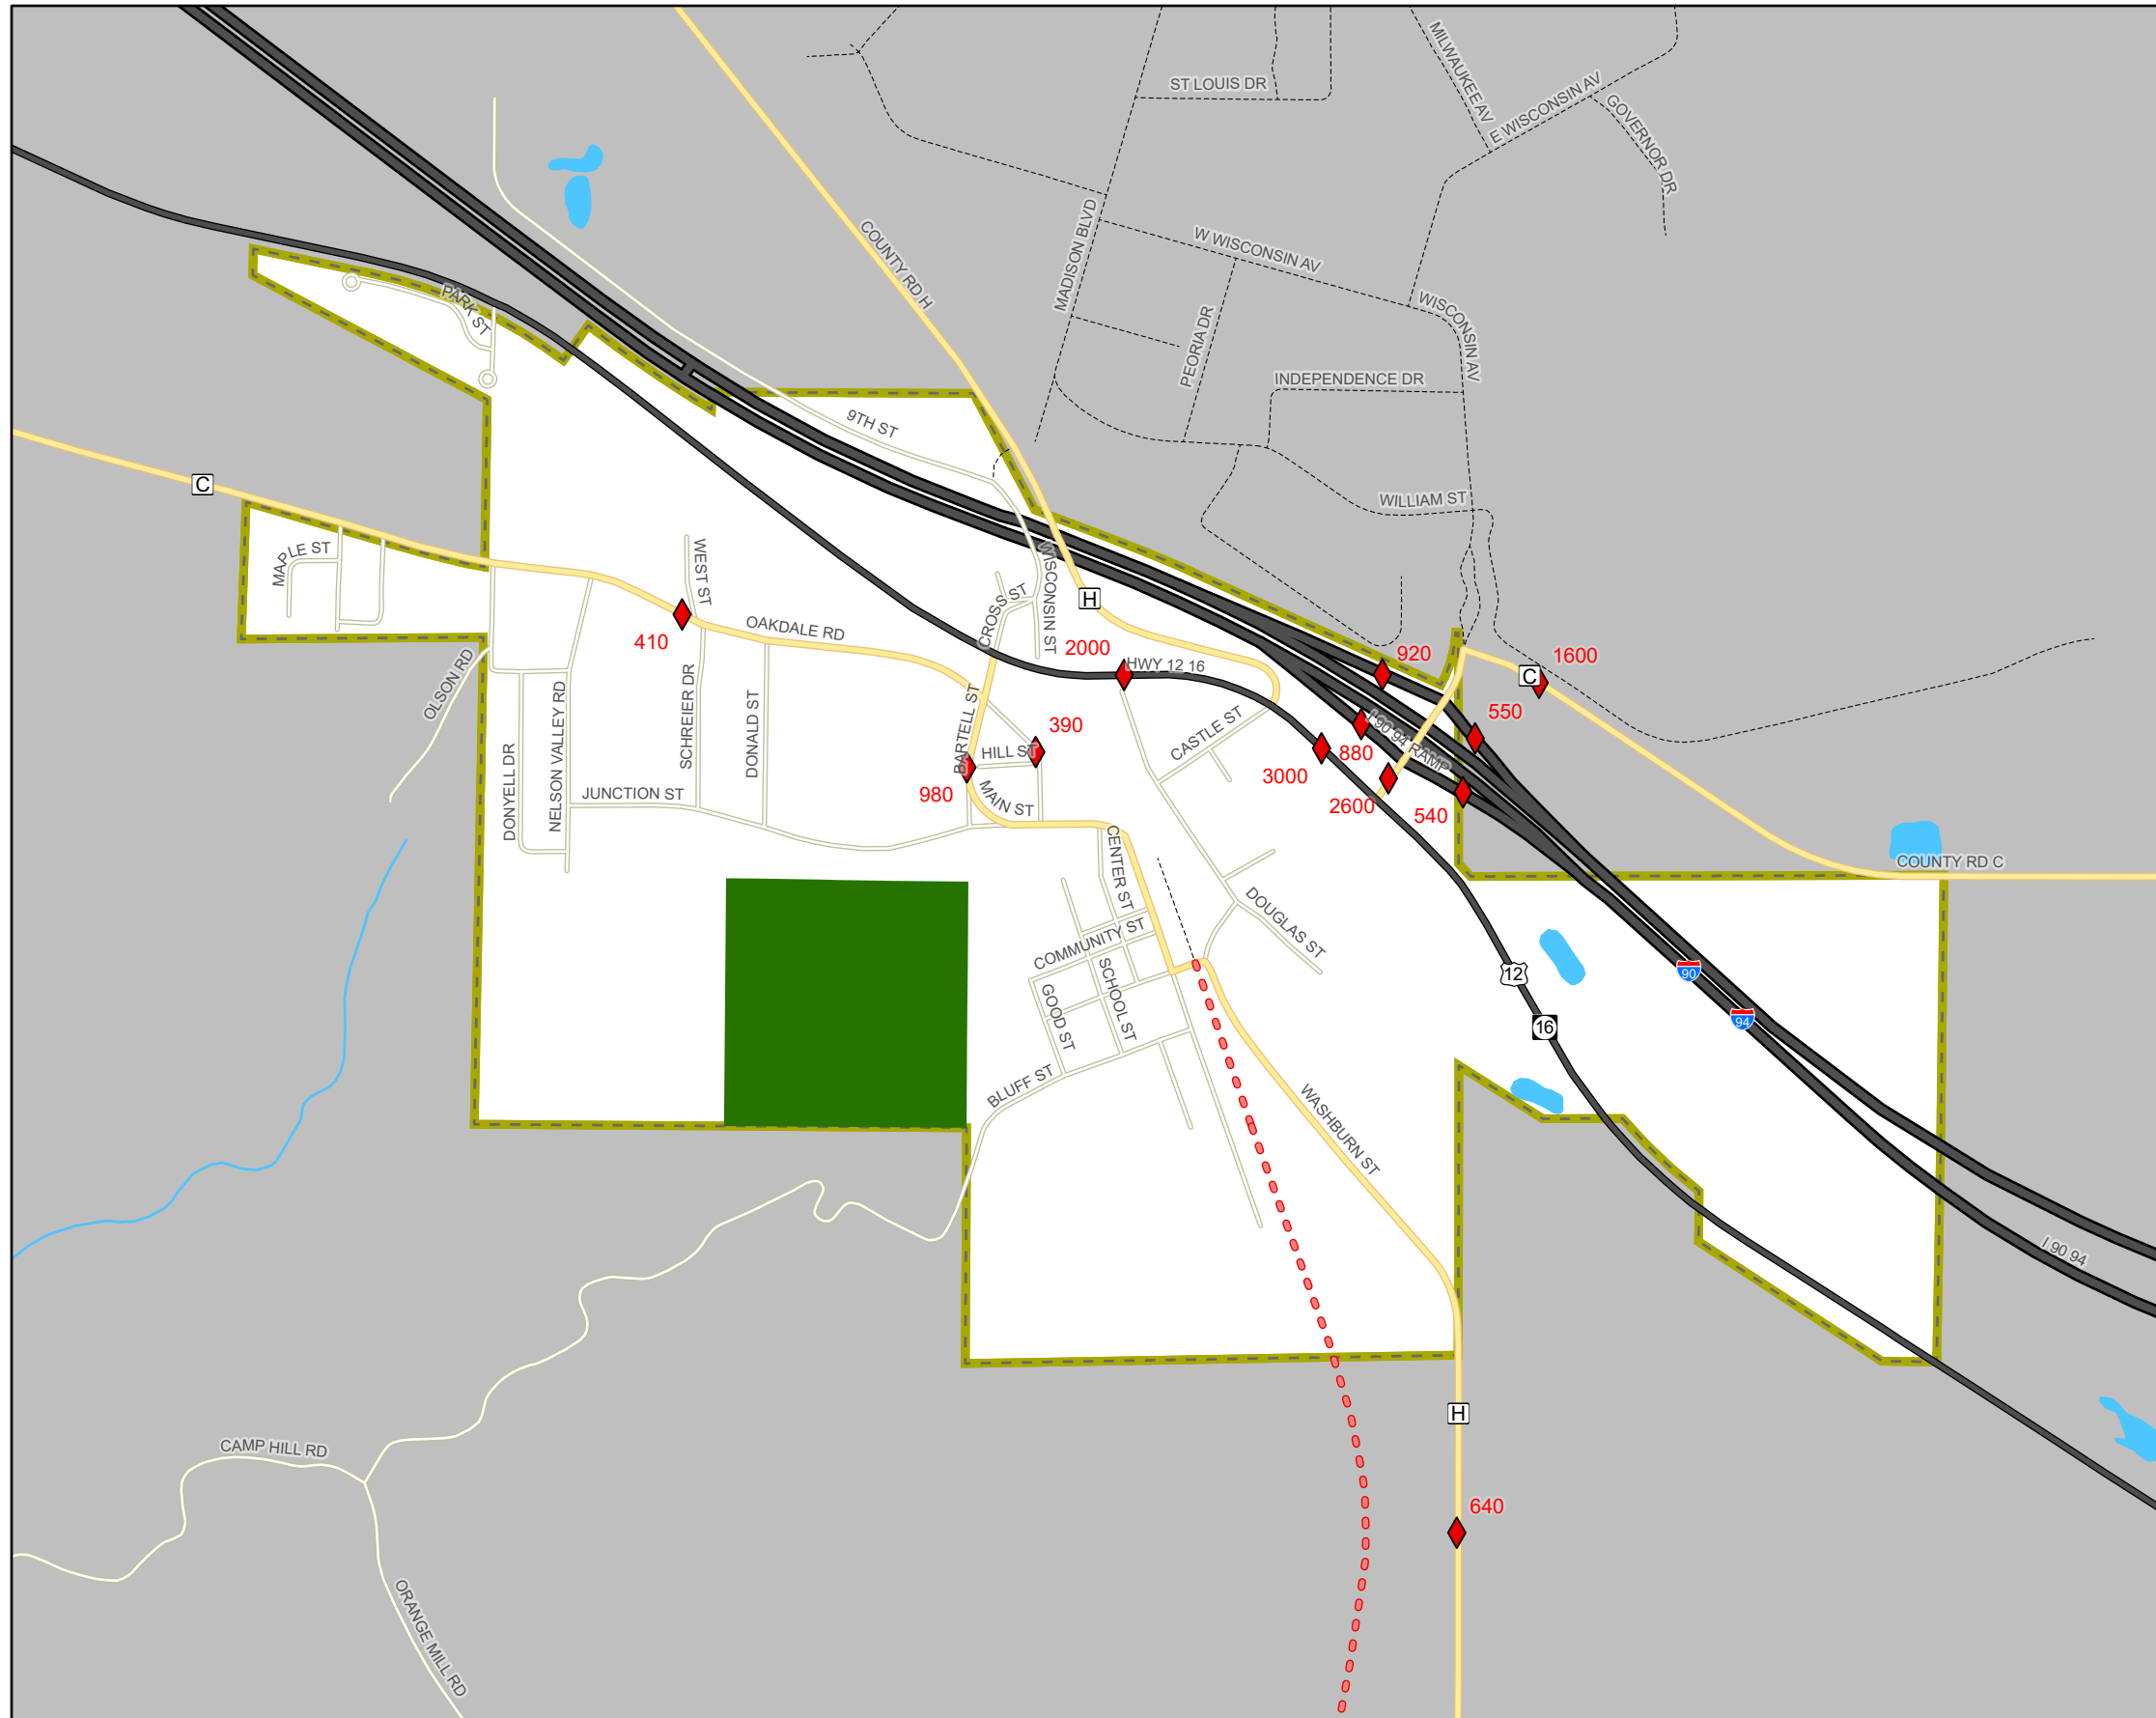 MILWAUKEE AV
ST LOUIS DR
E WISCONSIN AV
GOVERNOR DR
COUNTY RD H
MADISON BLVD
W WISCONSIN AV
PARK ST
PEORIA DR
WISCONSIN AV
INDEPENDENCE DR
9TH ST
C
WILLIAM ST
MAPLE ST
WEST ST
WISCONSIN ST
H
CROSS ST
OAKDALE RD
410
2000
HWY 12 16
920
1600
C
OLSON RD
NELSON VALLEY RD
SCHREIER DR
DONALD ST
BARTELL ST
390
CASTLE ST
550
I 90 94 RAMP
880
HILL ST
3000
DONYELL DR
JUNCTION ST
980
MAIN ST
2600
540
CENTER ST
COUNTY RD C
COMMUNITY ST
DOUGLAS ST
SCHOOL ST
GOOD ST
12
90
16
94
BLUFF ST
WASHBURN ST
I 90 94
H
CAMP HILL RD
640
ORANGE MILL RD